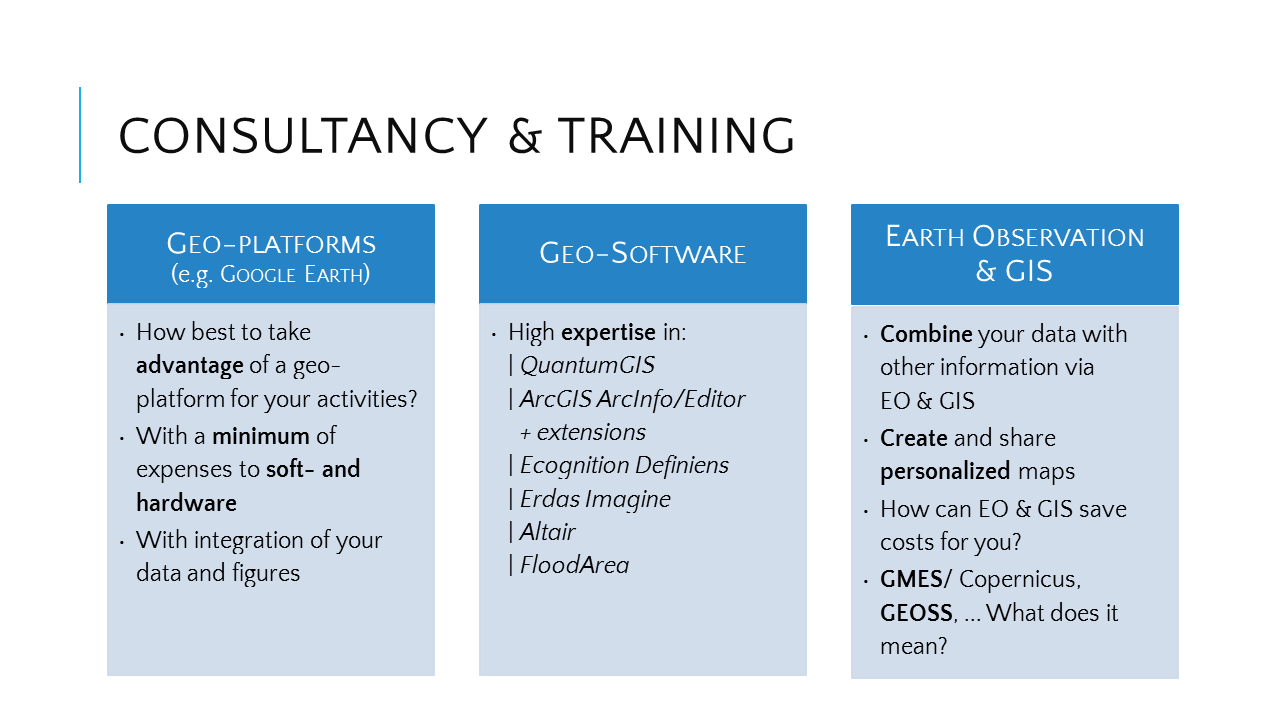 CONSULTANCY & TRAINING
GEO-PLATFORMS
(e.g. GOOGLE EARTH)
• How best to take
advantage of a geo-
platform for your activities?
• With a minimum of
expenses to soft- and
hardware
• With integration of your
data and figures
GEO-SOFTWARE
• High expertise in:
| QuantumGIS
| ArcGIS ArcInfo/Editor
+ extensions
| Ecognition Definiens
| Erdas Imagine
| Altair
| FloodArea
EARTH OBSERVATION
& GIS
• Combine your data with
other information via
EO & GIS
• Create and share
personalized maps
• How can EO & GIS save
costs for you?
• GMES/ Copernicus,
GEOSS, ... What does it
mean?